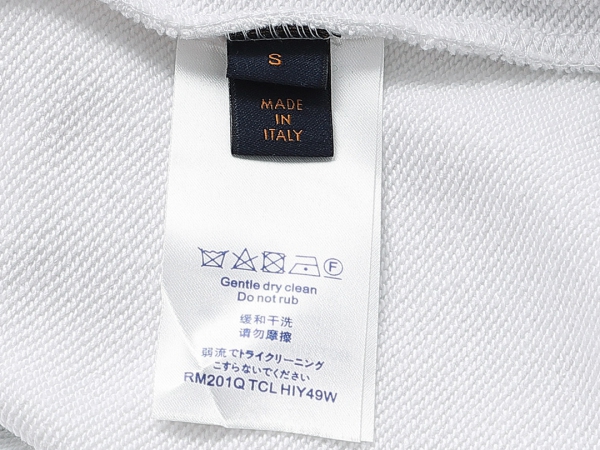 S
MADE
IN
ITALY
F
Gentle dry clean
Do not rub
缓和干洗
请勿摩擦
弱流でトライクリーニング
こすらないでください
RM201Q TCL HIY49W